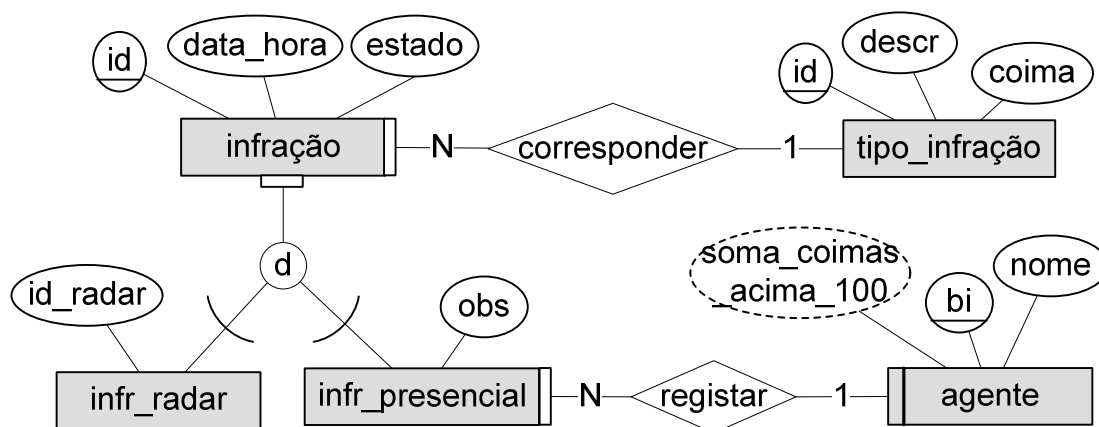 id
data_hora
estado
descr
id
coima
infração
N
corresponder
1
tipo_infração
d
id_radar
obs
soma_coimas
_acima_100
bi
nome
infr_radar
infr_presencial
N
registar
1
agente